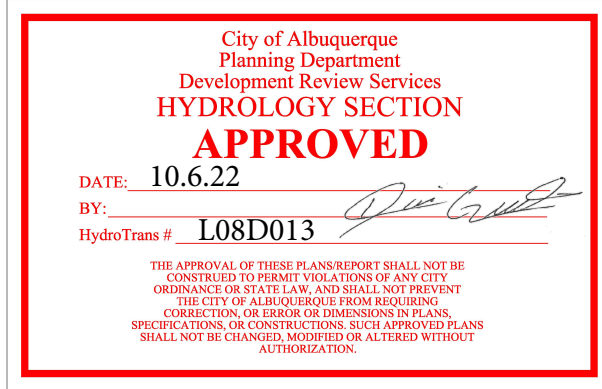 City of Albuquerque
Planning Department
Development Review Services
HYDROLOGY SECTION
APPROVED
DATE: 10.6.22
BY:
HydroTrans # L08D013
THE APPROVAL OF THESE PLANS/REPORT SHALL NOT BE
CONSTRUED TO PERMIT VIOLATIONS OF ANY CITY
ORDINANCE OR STATE LAW, AND SHALL NOT PREVENT
THE CITY OF ALBUQUERQUE FROM REQUIRING
CORRECTION, OR ERROR OR DIMENSIONS IN PLANS,
SPECIFICATIONS, OR CONSTRUCTIONS. SUCH APPROVED PLANS
SHALL NOT BE CHANGED, MODIFIED OR ALTERED WITHOUT
AUTHORIZATION.